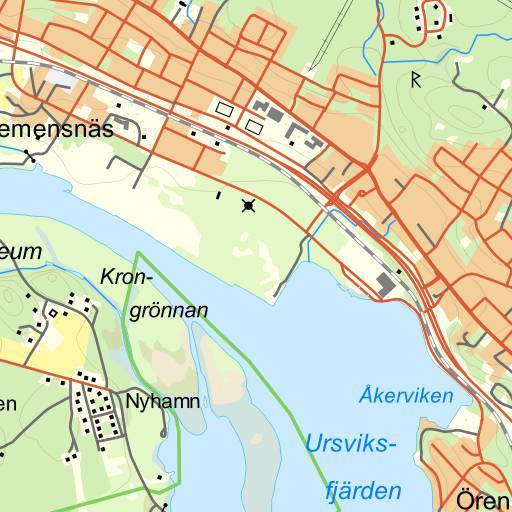 emensnäs
eum
Kron-
grönnan
Nyhamn
en
Åkerviken
Ursviks-
fjärden
Ören
R